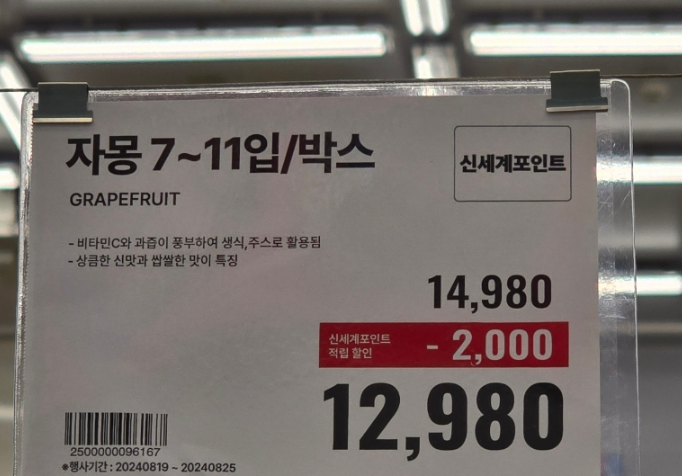 자몽 7~11입/박스
신세계포인트
GRAPEFRUIT
- 비타민C와 과즙이 풍부하여 생식,주스로 활용됨
- 상큼한 신맛과 쌉쌀한 맛이 특징
14,980
신세계포인트
적립 할인
- 2,000
12,980
2500000096167
※행사기간 : 20240819 ~ 20240825